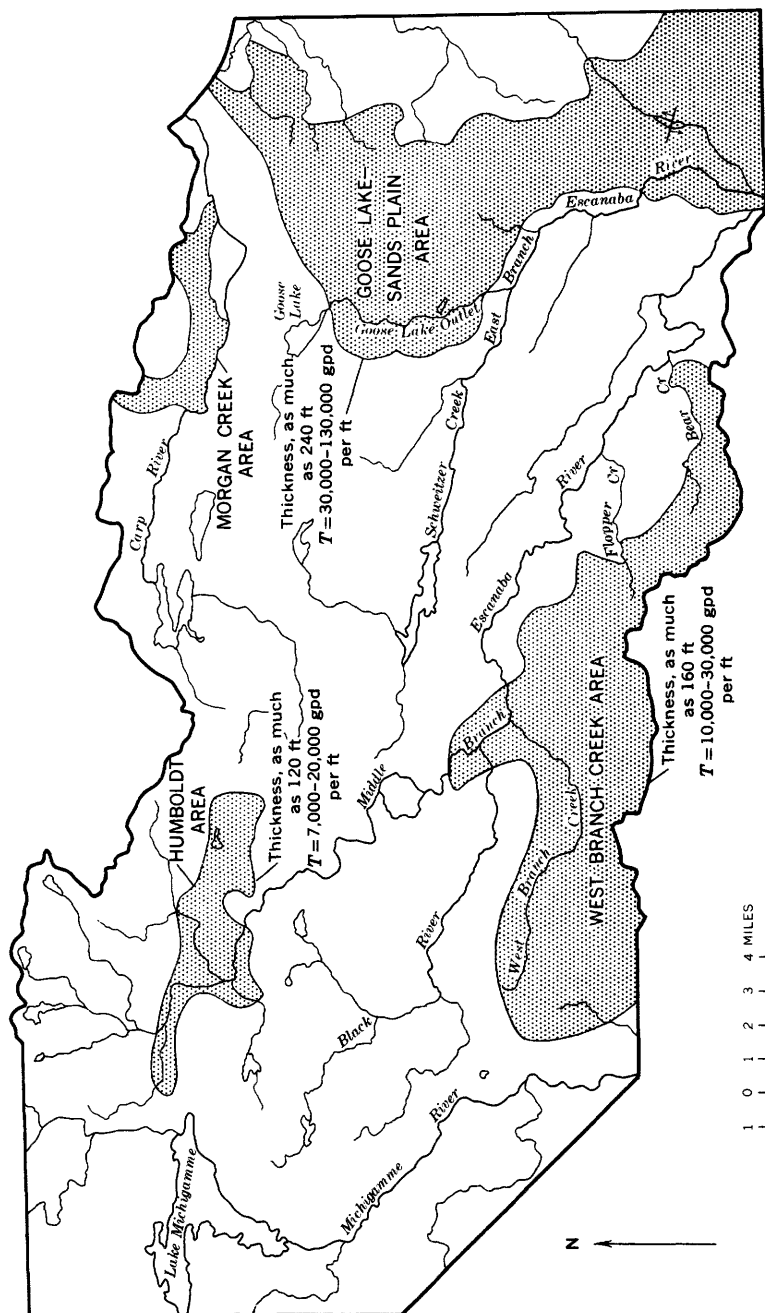 Lake Michigamme
Michigamme
River
Black
River
HUMBOLDT
AREA
Thickness, as much
as 120 ft
T=7,000–20,000 gpd
per ft
Carp
River
MORGAN CREEK
AREA
Goose
Lake
Thickness, as much
as 240 ft
T=30,000–130,000 gpd
per ft
GOOSE LAKE–
SANDS PLAIN
AREA
Goose Lake Outlet
Middle
Branch
Escanaba
River
Schweitzer
Creek
East
Branch
Escanaba
River
West
Branch
Creek
WEST BRANCH CREEK AREA
Flopper
Cr
Bear
Cr
Thickness, as much
as 160 ft
T=10,000–30,000 gpd
per ft
N
1 0 1 2 3 4 MILES